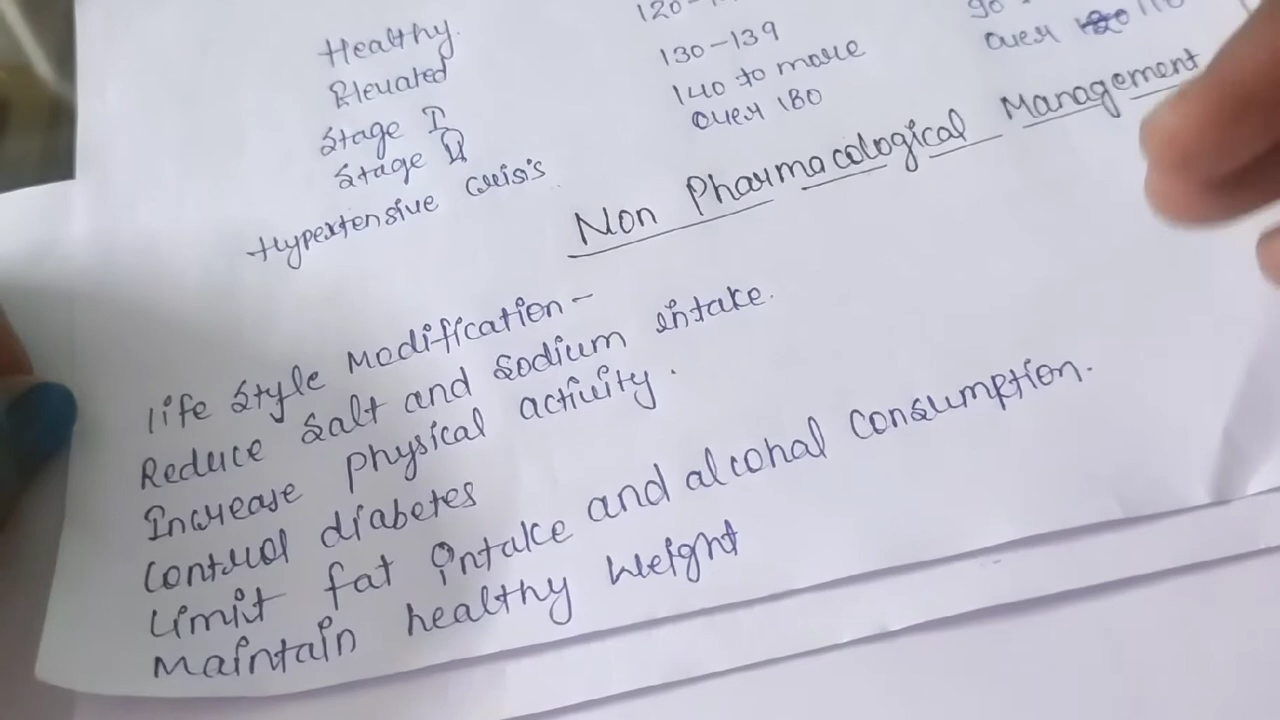 Healthy.
Elevated 130-139
Stage I 140 to more
Stage II over 180 over 110
Hypertensive crisis
Non Pharmacological Management
life style Modification-
Reduce salt and sodium intake.
Increase physical activity.
Control diabetes
Limit fat intake and alcohal consumption.
Maintain healthy weight